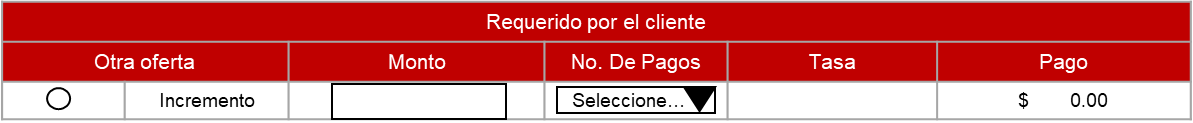 Requerido por el cliente
Otra oferta Monto No. De Pagos Tasa Pago
Incremento Seleccione... $ 0.00